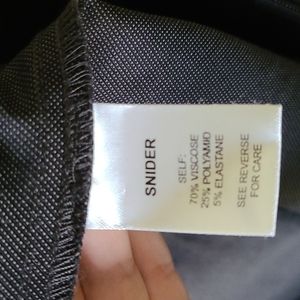 SNIDER
SELF:
70% VISCOSE
25% POLYAMID
5% ELASTANE
SEE REVERSE
FOR CARE